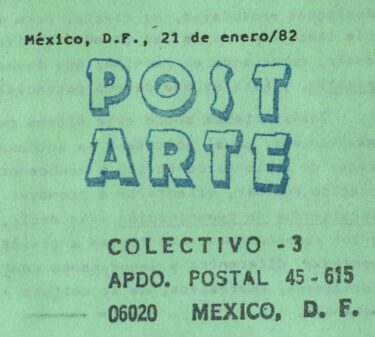 México, D.F., 21 de enero/82
POST
ARTE
COLECTIVO - 3
APDO. POSTAL 45 - 615
06020 MEXICO, D. F.